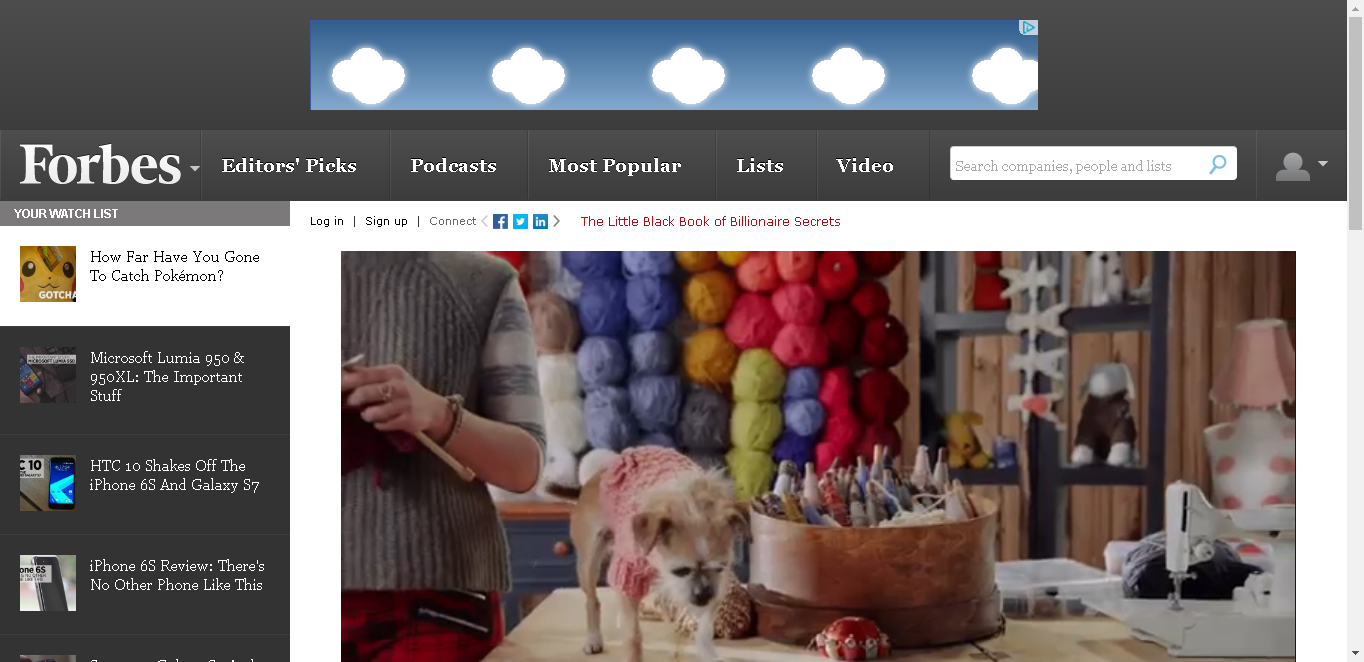 Forbes
Editors' Picks
Podcasts
Most Popular
Lists
Video
Search companies, people and lists
YOUR WATCH LIST
Log in | Sign up | Connect
The Little Black Book of Billionaire Secrets
How Far Have You Gone
To Catch Pokémon?
GOTCHA
Microsoft Lumia 950 &
950XL: The Important
Stuff
MICROSOFT LUMIA 950
HTC 10 Shakes Off The
iPhone 6S And Galaxy S7
C 10
iPhone 6S Review: There's
No Other Phone Like This
one 6S